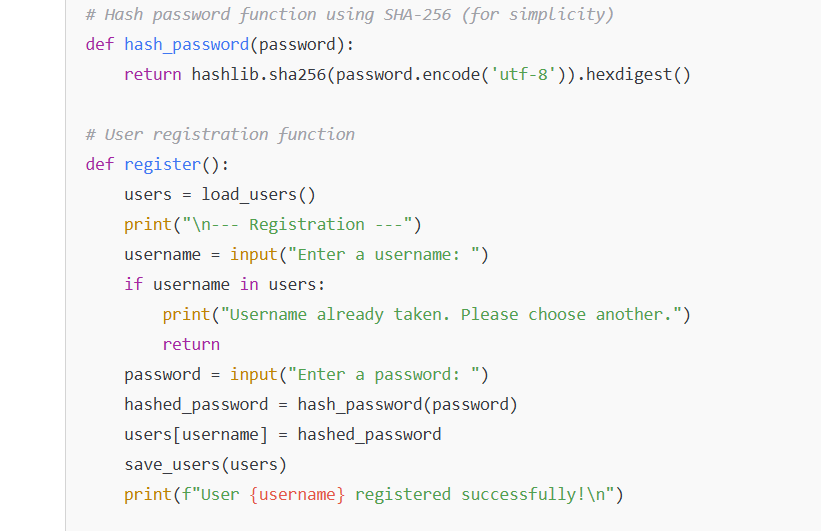 # Hash password function using SHA-256 (for simplicity)
def hash_password(password):
    return hashlib.sha256(password.encode('utf-8')).hexdigest()

# User registration function
def register():
    users = load_users()
    print("\n--- Registration ---")
    username = input("Enter a username: ")
    if username in users:
        print("Username already taken. Please choose another.")
        return
    password = input("Enter a password: ")
    hashed_password = hash_password(password)
    users[username] = hashed_password
    save_users(users)
    print(f"User {username} registered successfully!\n")